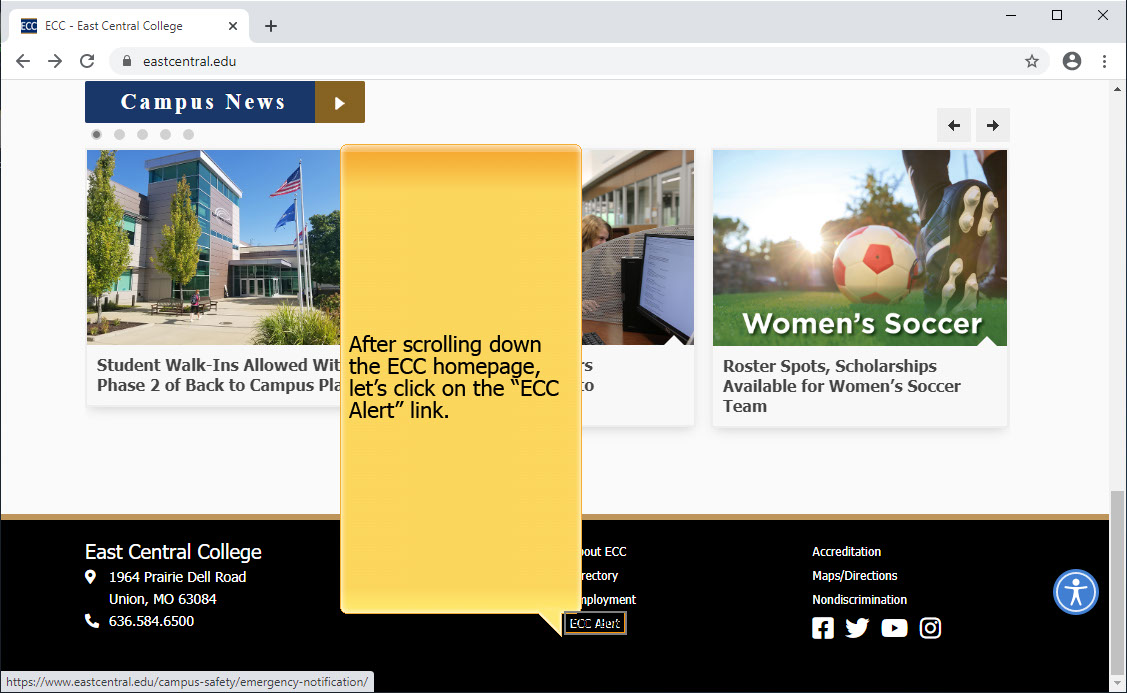 ECC
ECC - East Central College
eastcentral.edu
Campus News
Women's Soccer
Student Walk-Ins Allowed Wit
Phase 2 of Back to Campus Pla
rs
to
Roster Spots, Scholarships
Available for Women's Soccer
Team
After scrolling down
the ECC homepage,
let's click on the “ECC
Alert” link.
East Central College
1964 Prairie Dell Road
Union, MO 63084
636.584.6500
bout ECC
rectory
mployment
ECC Alert
Accreditation
Maps/Directions
Nondiscrimination
https://www.eastcentral.edu/campus-safety/emergency-notification/